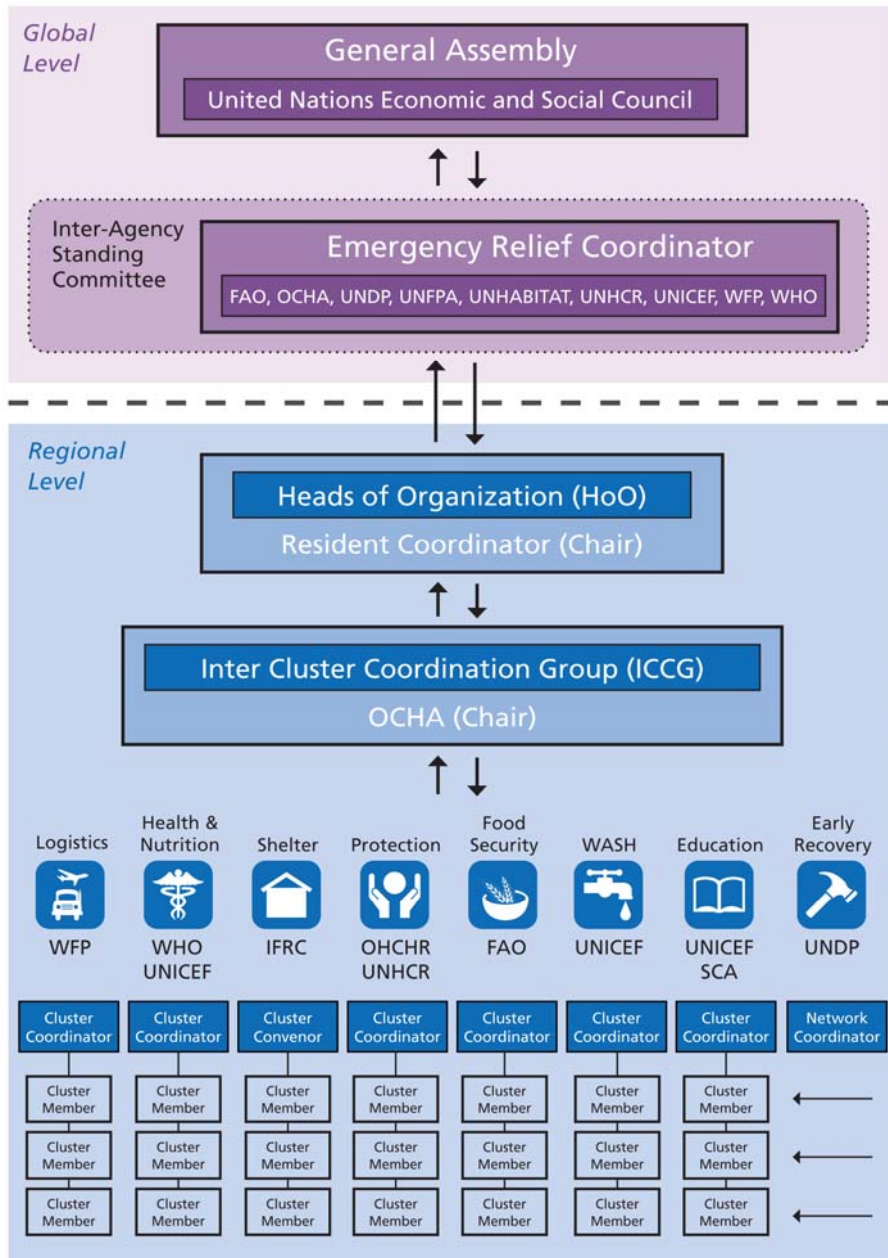 Global
Level
General Assembly
United Nations Economic and Social Council
Inter-Agency
Standing
Committee
Emergency Relief Coordinator
FAO, OCHA, UNDP, UNFPA, UNHABITAT, UNHCR, UNICEF, WFP, WHO
Regional
Level
Heads of Organization (HoO)
Resident Coordinator (Chair)
Inter Cluster Coordination Group (ICCG)
OCHA (Chair)
Logistics
WFP
Health &
Nutrition
WHO
UNICEF
Shelter
IFRC
Protection
OHCHR
UNHCR
Food
Security
FAO
WASH
UNICEF
Education
UNICEF
SCA
Early
Recovery
UNDP
Cluster
Coordinator
Cluster
Coordinator
Cluster
Convenor
Cluster
Coordinator
Cluster
Coordinator
Cluster
Coordinator
Cluster
Coordinator
Network
Coordinator
Cluster
Member
Cluster
Member
Cluster
Member
Cluster
Member
Cluster
Member
Cluster
Member
Cluster
Member
Cluster
Member
Cluster
Member
Cluster
Member
Cluster
Member
Cluster
Member
Cluster
Member
Cluster
Member
Cluster
Member
Cluster
Member
Cluster
Member
Cluster
Member
Cluster
Member
Cluster
Member
Cluster
Member